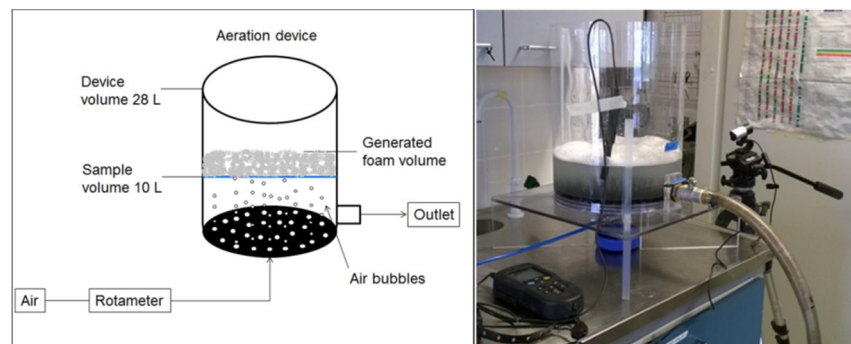 Aeration device
Device
volume 28 L
Generated
foam volume
Sample
volume 10 L
Outlet
Air bubbles
Air
Rotameter